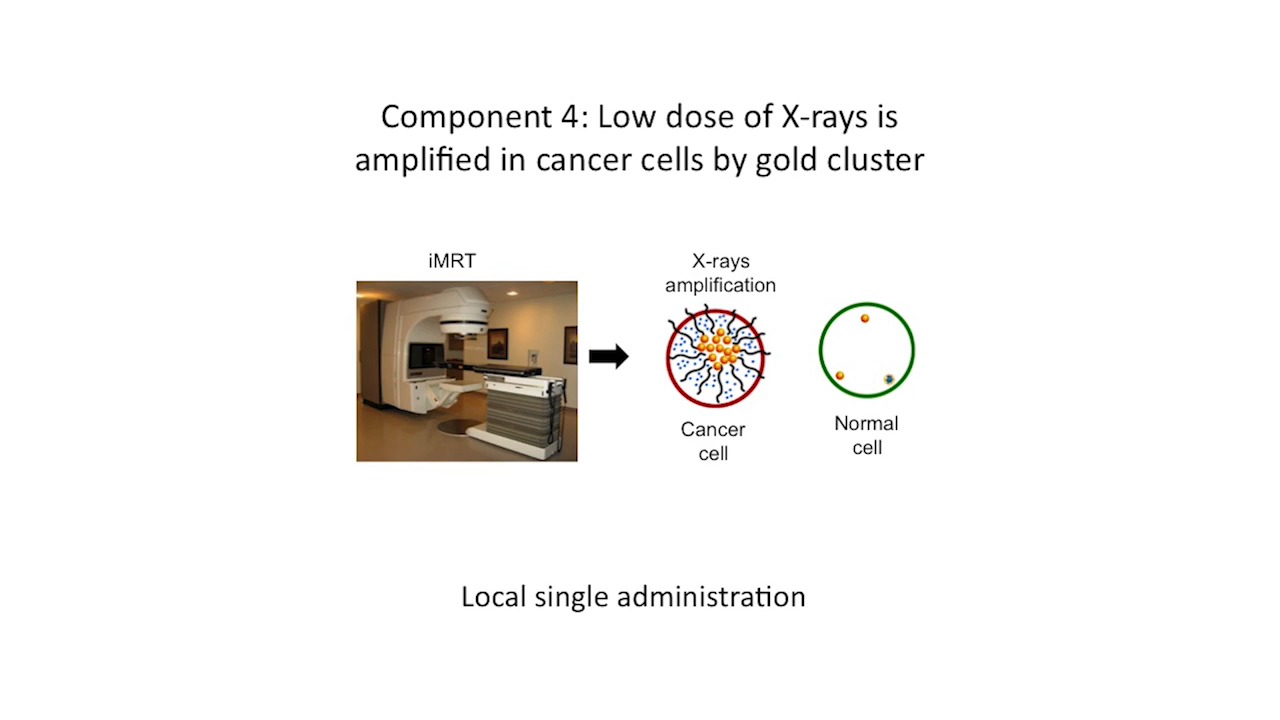 Component 4: Low dose of X-rays is
amplified in cancer cells by gold cluster
iMRT
X-rays
amplification
Cancer
cell
Normal
cell
Local single administration